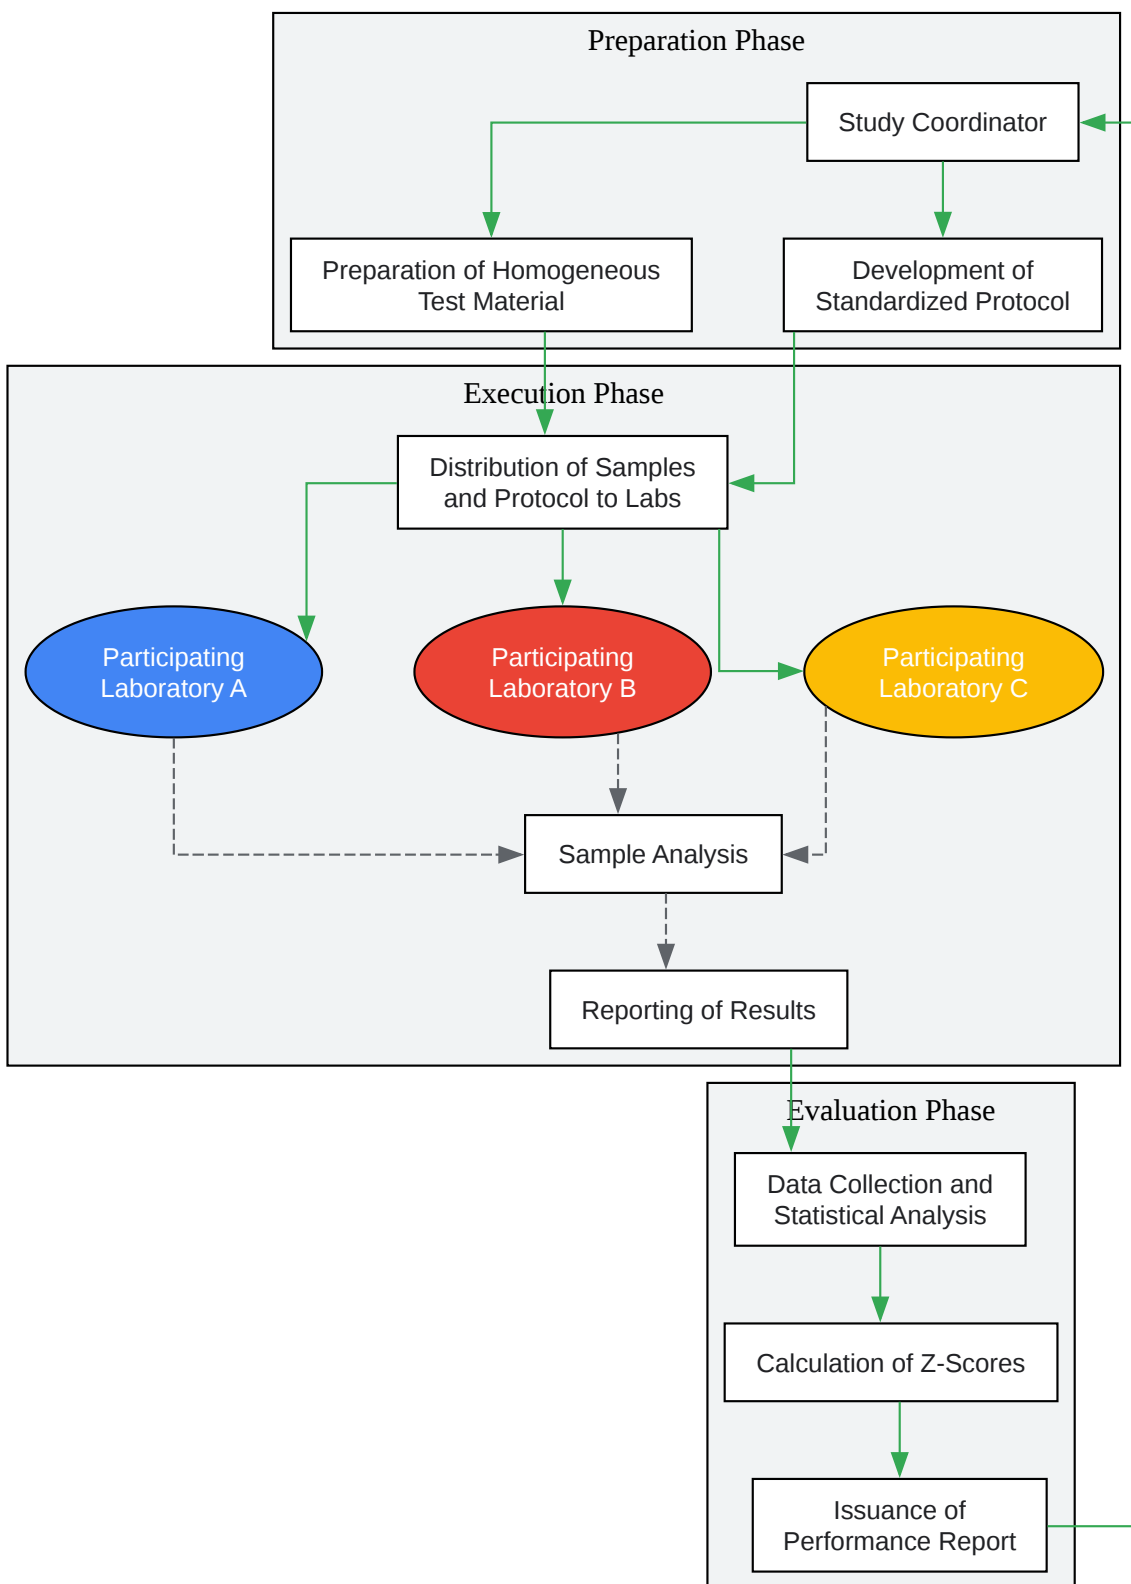 Preparation Phase
Study Coordinator
Preparation of Homogeneous
Test Material
Development of
Standardized Protocol
Execution Phase
Distribution of Samples
and Protocol to Labs
Participating
Laboratory A
Participating
Laboratory B
Participating
Laboratory C
Sample Analysis
Reporting of Results
Evaluation Phase
Data Collection and
Statistical Analysis
Calculation of Z-Scores
Issuance of
Performance Report